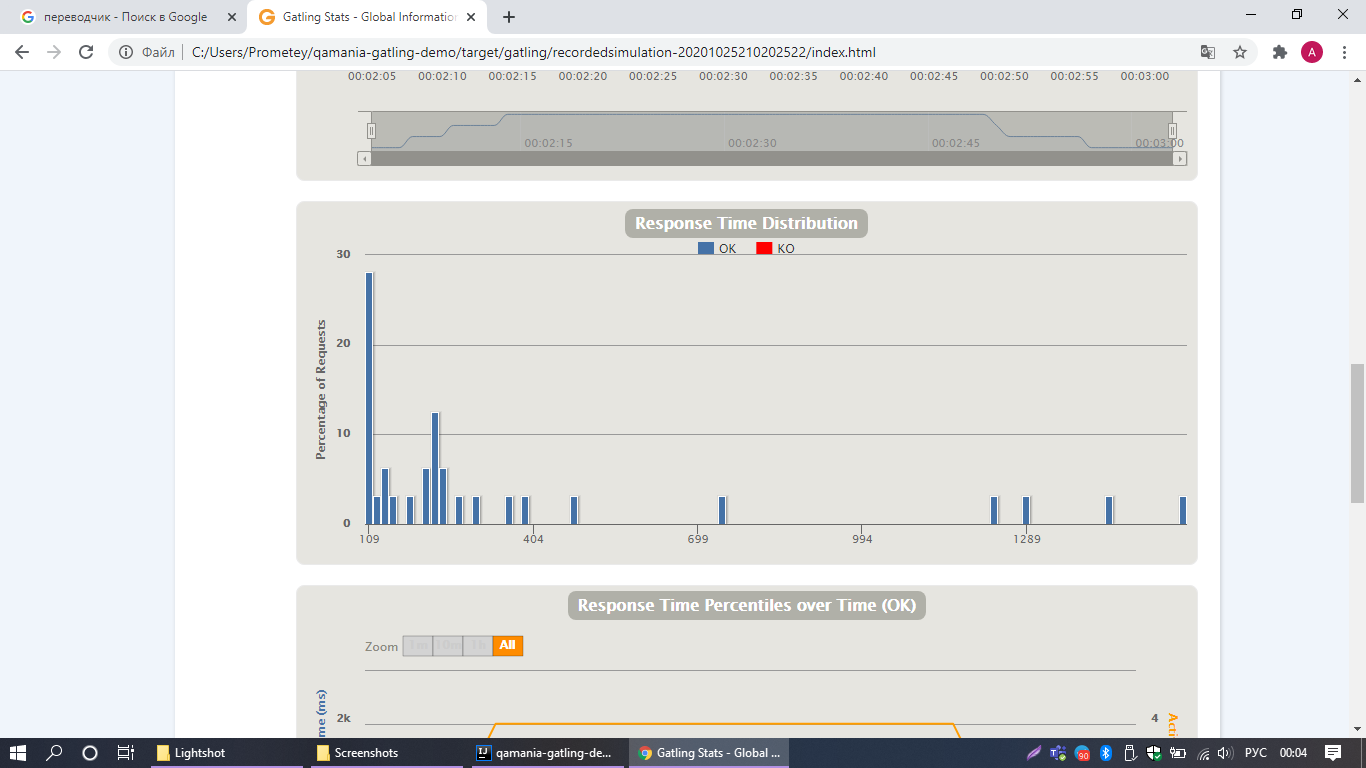 переводчик - Поиск в Google
Gatling Stats - Global Information
Файл
C:/Users/Prometey/qamania-gatling-demo/target/gatling/recordedsimulation-20201025210202522/index.html
A
00:02:05 00:02:10 00:02:15 00:02:20 00:02:25 00:02:30 00:02:35 00:02:40 00:02:45 00:02:50 00:02:55 00:03:00
00:02:15 00:02:30 00:02:45 00:03:00
Response Time Distribution
OK KO
Percentage of Requests
30
20
10
0
109 404 699 994 1289
Response Time Percentiles over Time (OK)
Zoom 1m 10m 1h All
me (ms)
2k
4
Acti
Lightshot
Screenshots
qamania-gatling-de...
Gatling Stats - Global ...
90
РУС
00:04